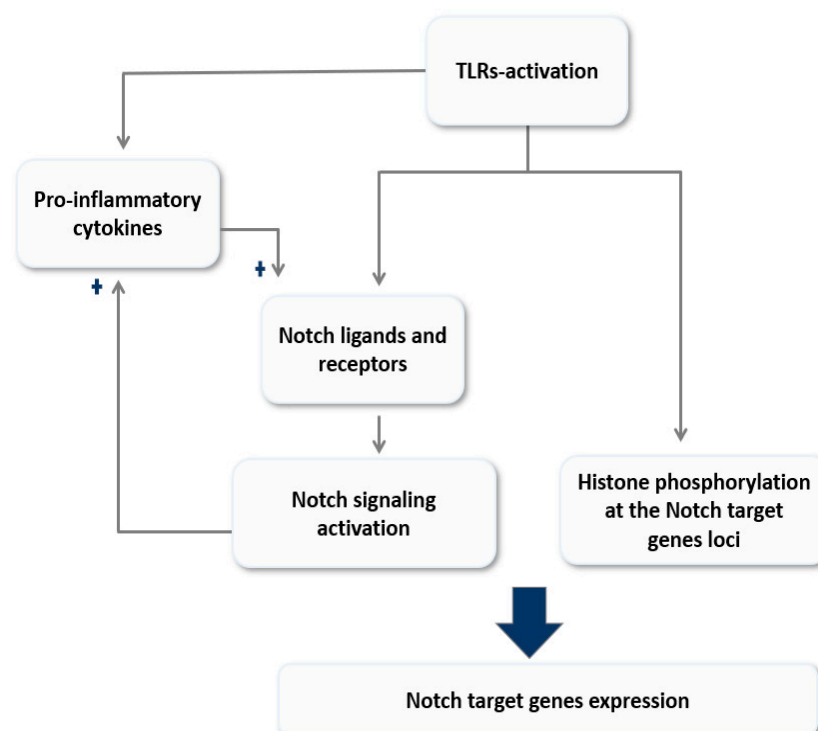 TLRs-activation
Pro-inflammatory
cytokines
+
+
Notch ligands and
receptors
Notch signaling
activation
Histone phosphorylation
at the Notch target
genes loci
Notch target genes expression